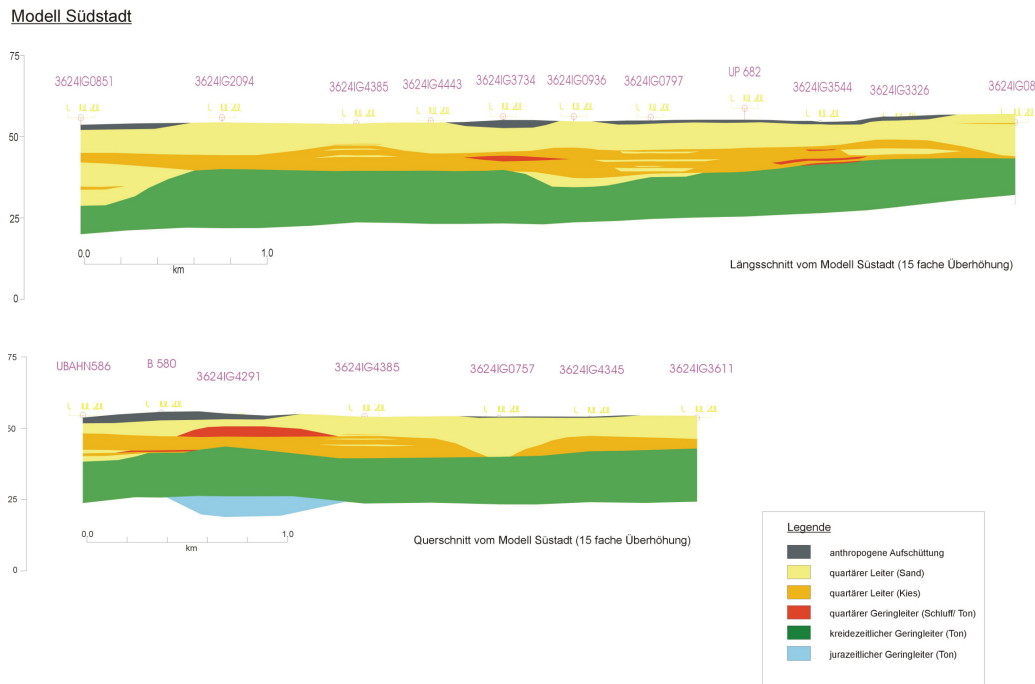 Modell Südstadt
75
3624IG0851 3624IG2094 3624IG4385 3624IG4443 3624IG3734 3624IG0936 3624IG0797 UP 682 3624IG3544 3624IG3326 3624IG08
50
25
0,0 1,0
km
Längsschnitt vom Modell Süstadt (15 fache Überhöhung)
0
75
UBAHN586 B 580 3624IG4291 3624IG4385 3624IG0757 3624IG4345 3624IG3611
50
25
0,0 1,0
km
Querschnitt vom Modell Süstadt (15 fache Überhöhung)
0
Legende
anthropogene Aufschüttung
quartärer Leiter (Sand)
quartärer Leiter (Kies)
quartärer Geringleiter (Schluff/ Ton)
kreidezeitlicher Geringleiter (Ton)
jurazeitlicher Geringleiter (Ton)